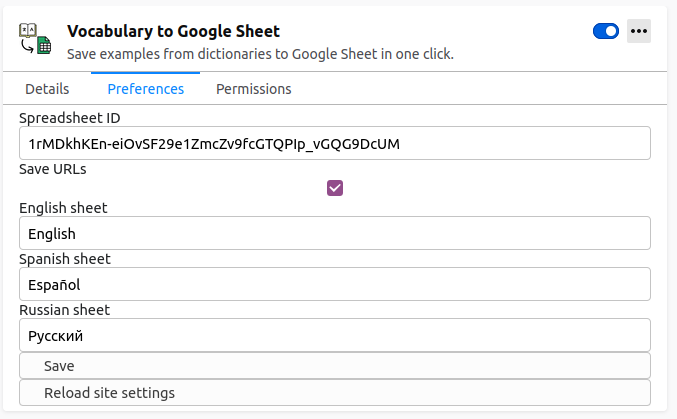 Vocabulary to Google Sheet
Save examples from dictionaries to Google Sheet in one click.
Details Preferences Permissions
Spreadsheet ID
1rMDkhKEn-eiOvSF29e1ZmcZv9fcGTQPIp_vGQG9DcUM
Save URLs
English sheet
English
Spanish sheet
Español
Russian sheet
Русский
Save
Reload site settings